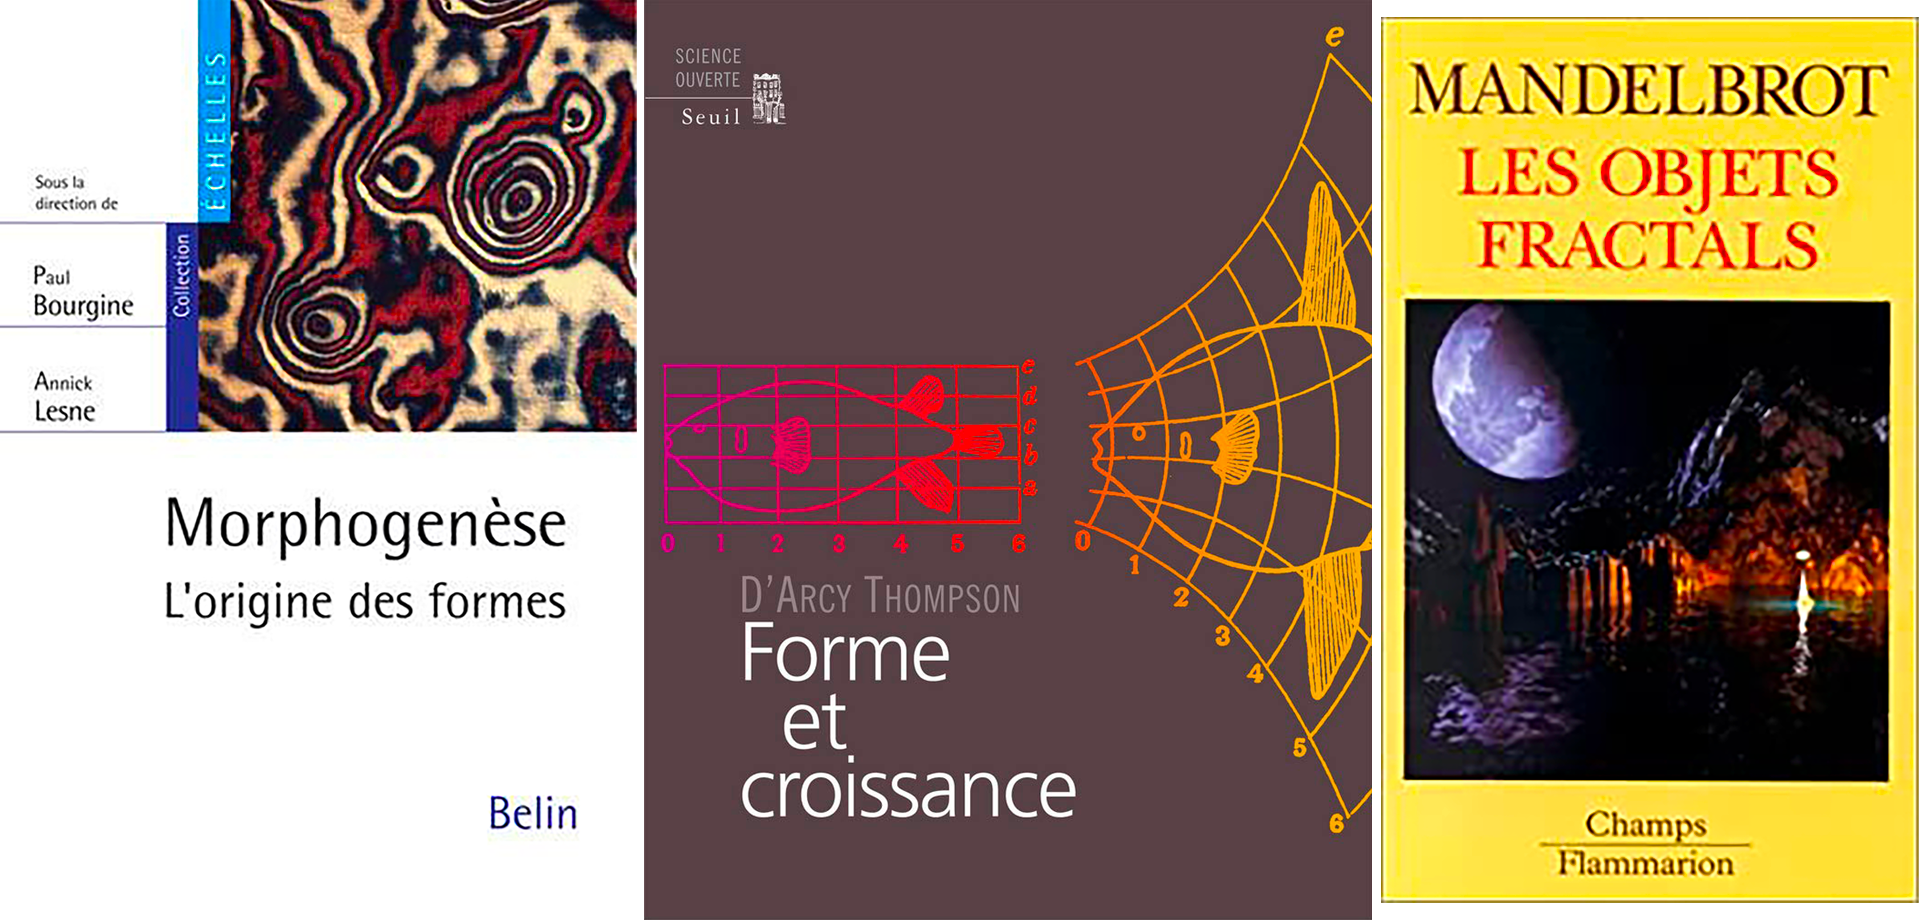 Sous la
direction de
Paul
Bourgine
Annick
Lesne
Collection
ÉCHELLES
Morphogenèse
L'origine des formes
Belin
SCIENCE
OUVERTE
Seuil
e
d
c
b
a
0 1 2 3 4 5 6
e
0
1
2
3
4
5
6
D'ARCY THOMPSON
Forme
et
croissance
MANDELBROT
LES OBJETS
FRACTALS
Champs
Flammarion